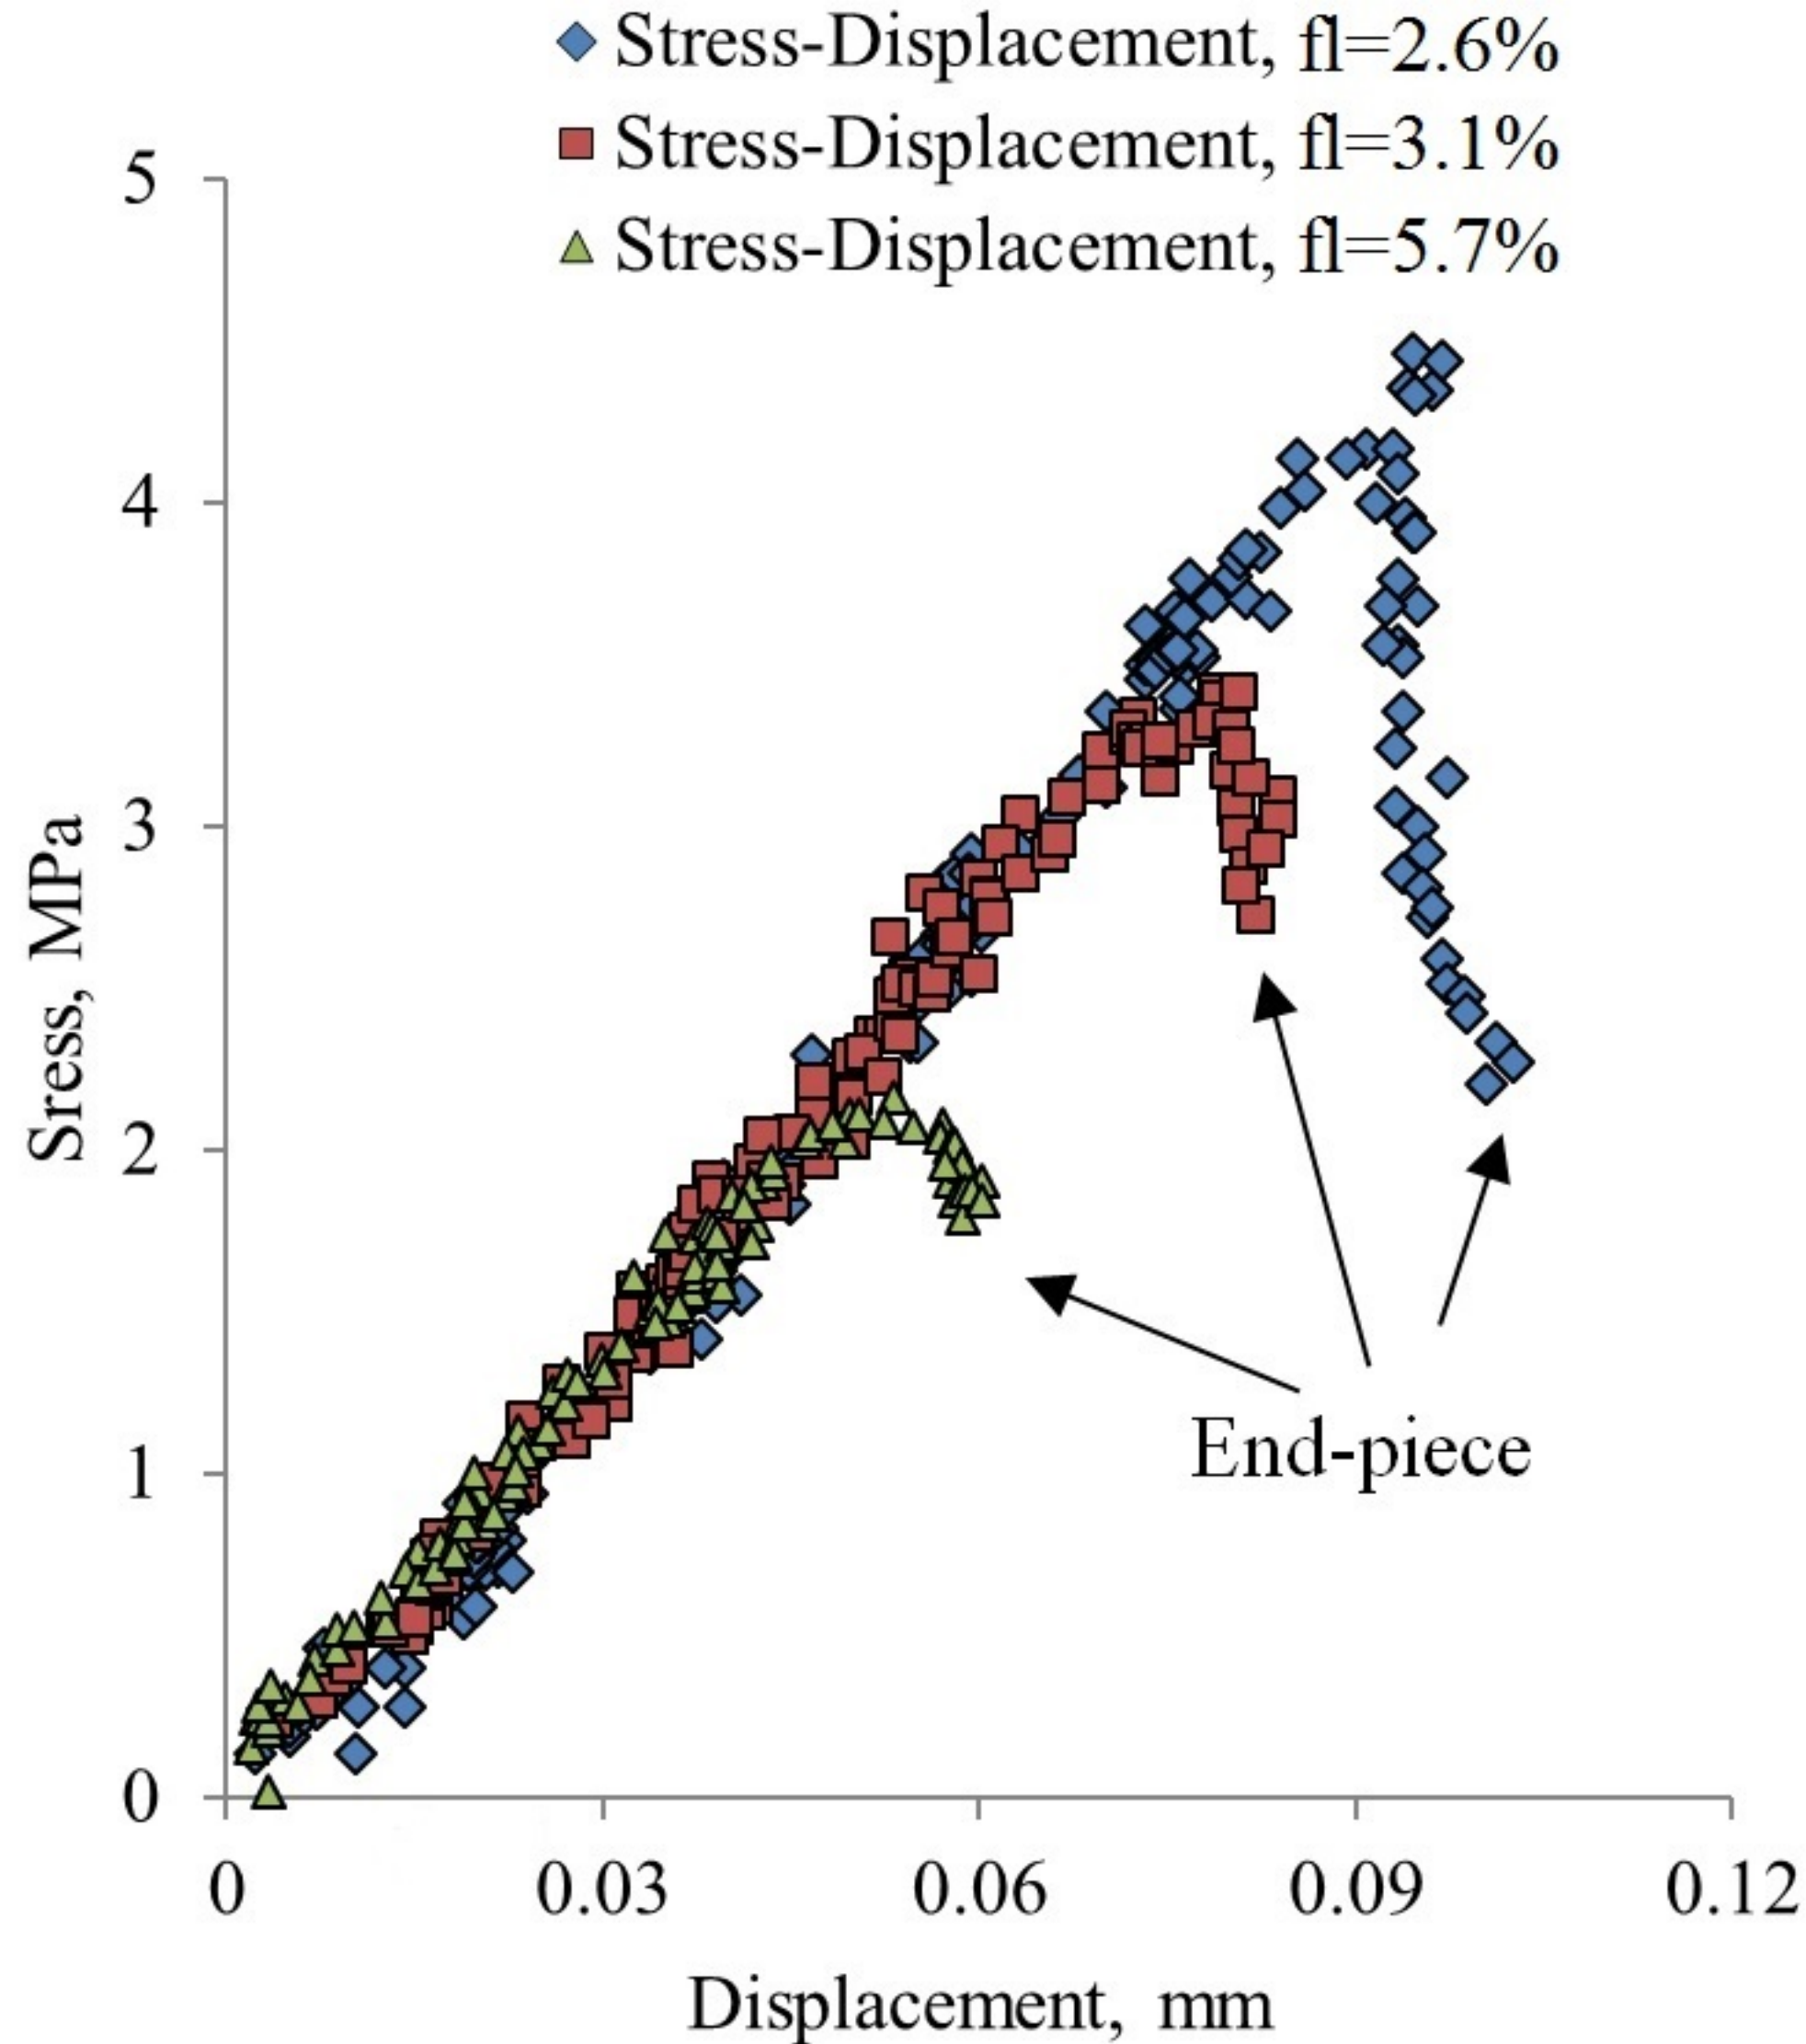 Stress-Displacement, fl=2.6%
Stress-Displacement, fl=3.1%
Stress-Displacement, fl=5.7%
5
4
3
2
1
0
Sress, MPa
End-piece
0 0.03 0.06 0.09 0.12
Displacement, mm